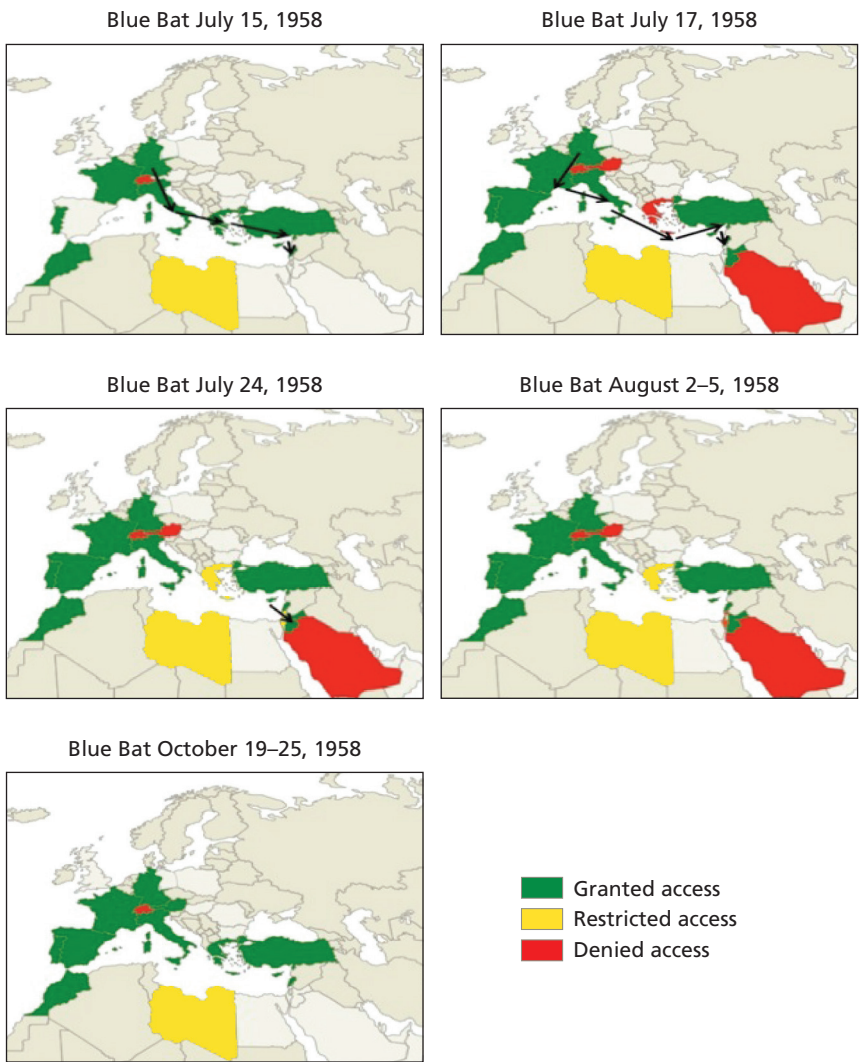 Blue Bat July 15, 1958
Blue Bat July 17, 1958
Blue Bat July 24, 1958
Blue Bat August 2–5, 1958
Blue Bat October 19–25, 1958
Granted access
Restricted access
Denied access